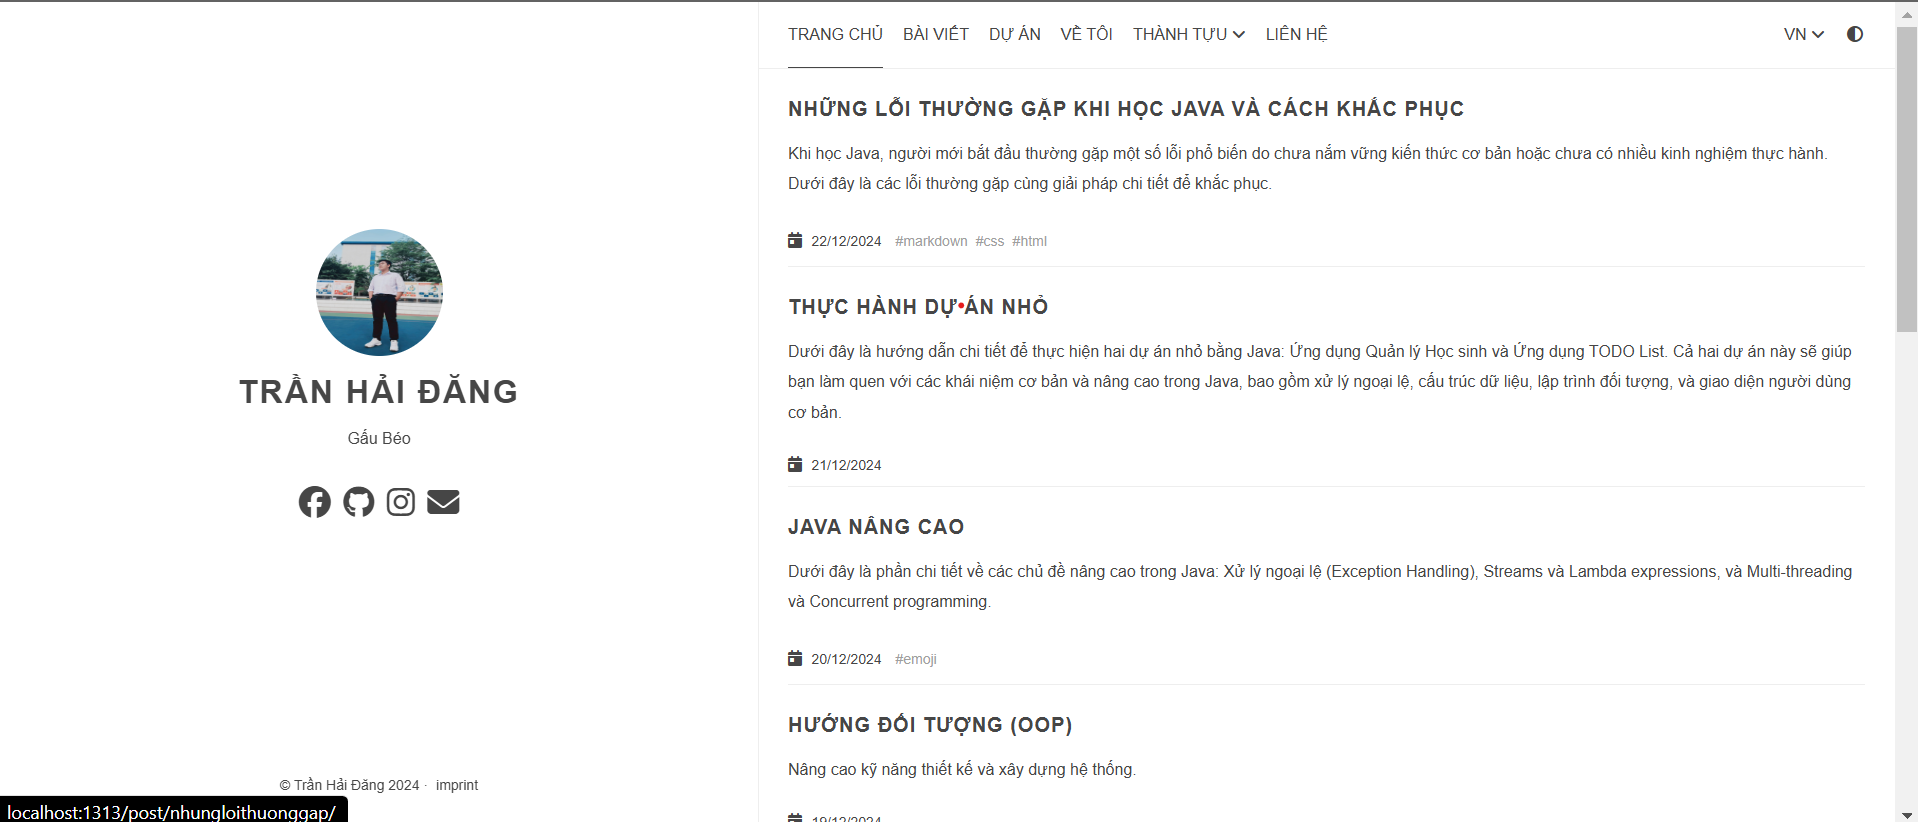 TRANG CHỦ BÀI VIẾT DỰ ÁN VỀ TÔI THÀNH TỰU LIÊN HỆ VN
TRẦN HẢI ĐĂNG
Gấu Béo
© Trần Hải Đăng 2024 · imprint
localhost:1313/post/nhungloithuonggap/
NHỮNG LỖI THƯỜNG GẶP KHI HỌC JAVA VÀ CÁCH KHẮC PHỤC
Khi học Java, người mới bắt đầu thường gặp một số lỗi phổ biến do chưa nắm vững kiến thức cơ bản hoặc chưa có nhiều kinh nghiệm thực hành.
Dưới đây là các lỗi thường gặp cùng giải pháp chi tiết để khắc phục.
22/12/2024 #markdown #css #html
THỰC HÀNH DỰ ÁN NHỎ
Dưới đây là hướng dẫn chi tiết để thực hiện hai dự án nhỏ bằng Java: Ứng dụng Quản lý Học sinh và Ứng dụng TODO List. Cả hai dự án này sẽ giúp
bạn làm quen với các khái niệm cơ bản và nâng cao trong Java, bao gồm xử lý ngoại lệ, cấu trúc dữ liệu, lập trình đối tượng, và giao diện người dùng
cơ bản.
21/12/2024
JAVA NÂNG CAO
Dưới đây là phần chi tiết về các chủ đề nâng cao trong Java: Xử lý ngoại lệ (Exception Handling), Streams và Lambda expressions, và Multi-threading
và Concurrent programming.
20/12/2024 #emoji
HƯỚNG ĐỐI TƯỢNG (OOP)
Nâng cao kỹ năng thiết kế và xây dựng hệ thống.
19/12/2024